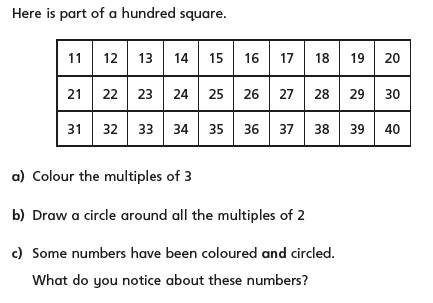 Here is part of a hundred square.
11 12 13 14 15 16 17 18 19 20
21 22 23 24 25 26 27 28 29 30
31 32 33 34 35 36 37 38 39 40
a) Colour the multiples of 3
b) Draw a circle around all the multiples of 2
c) Some numbers have been coloured and circled.
What do you notice about these numbers?